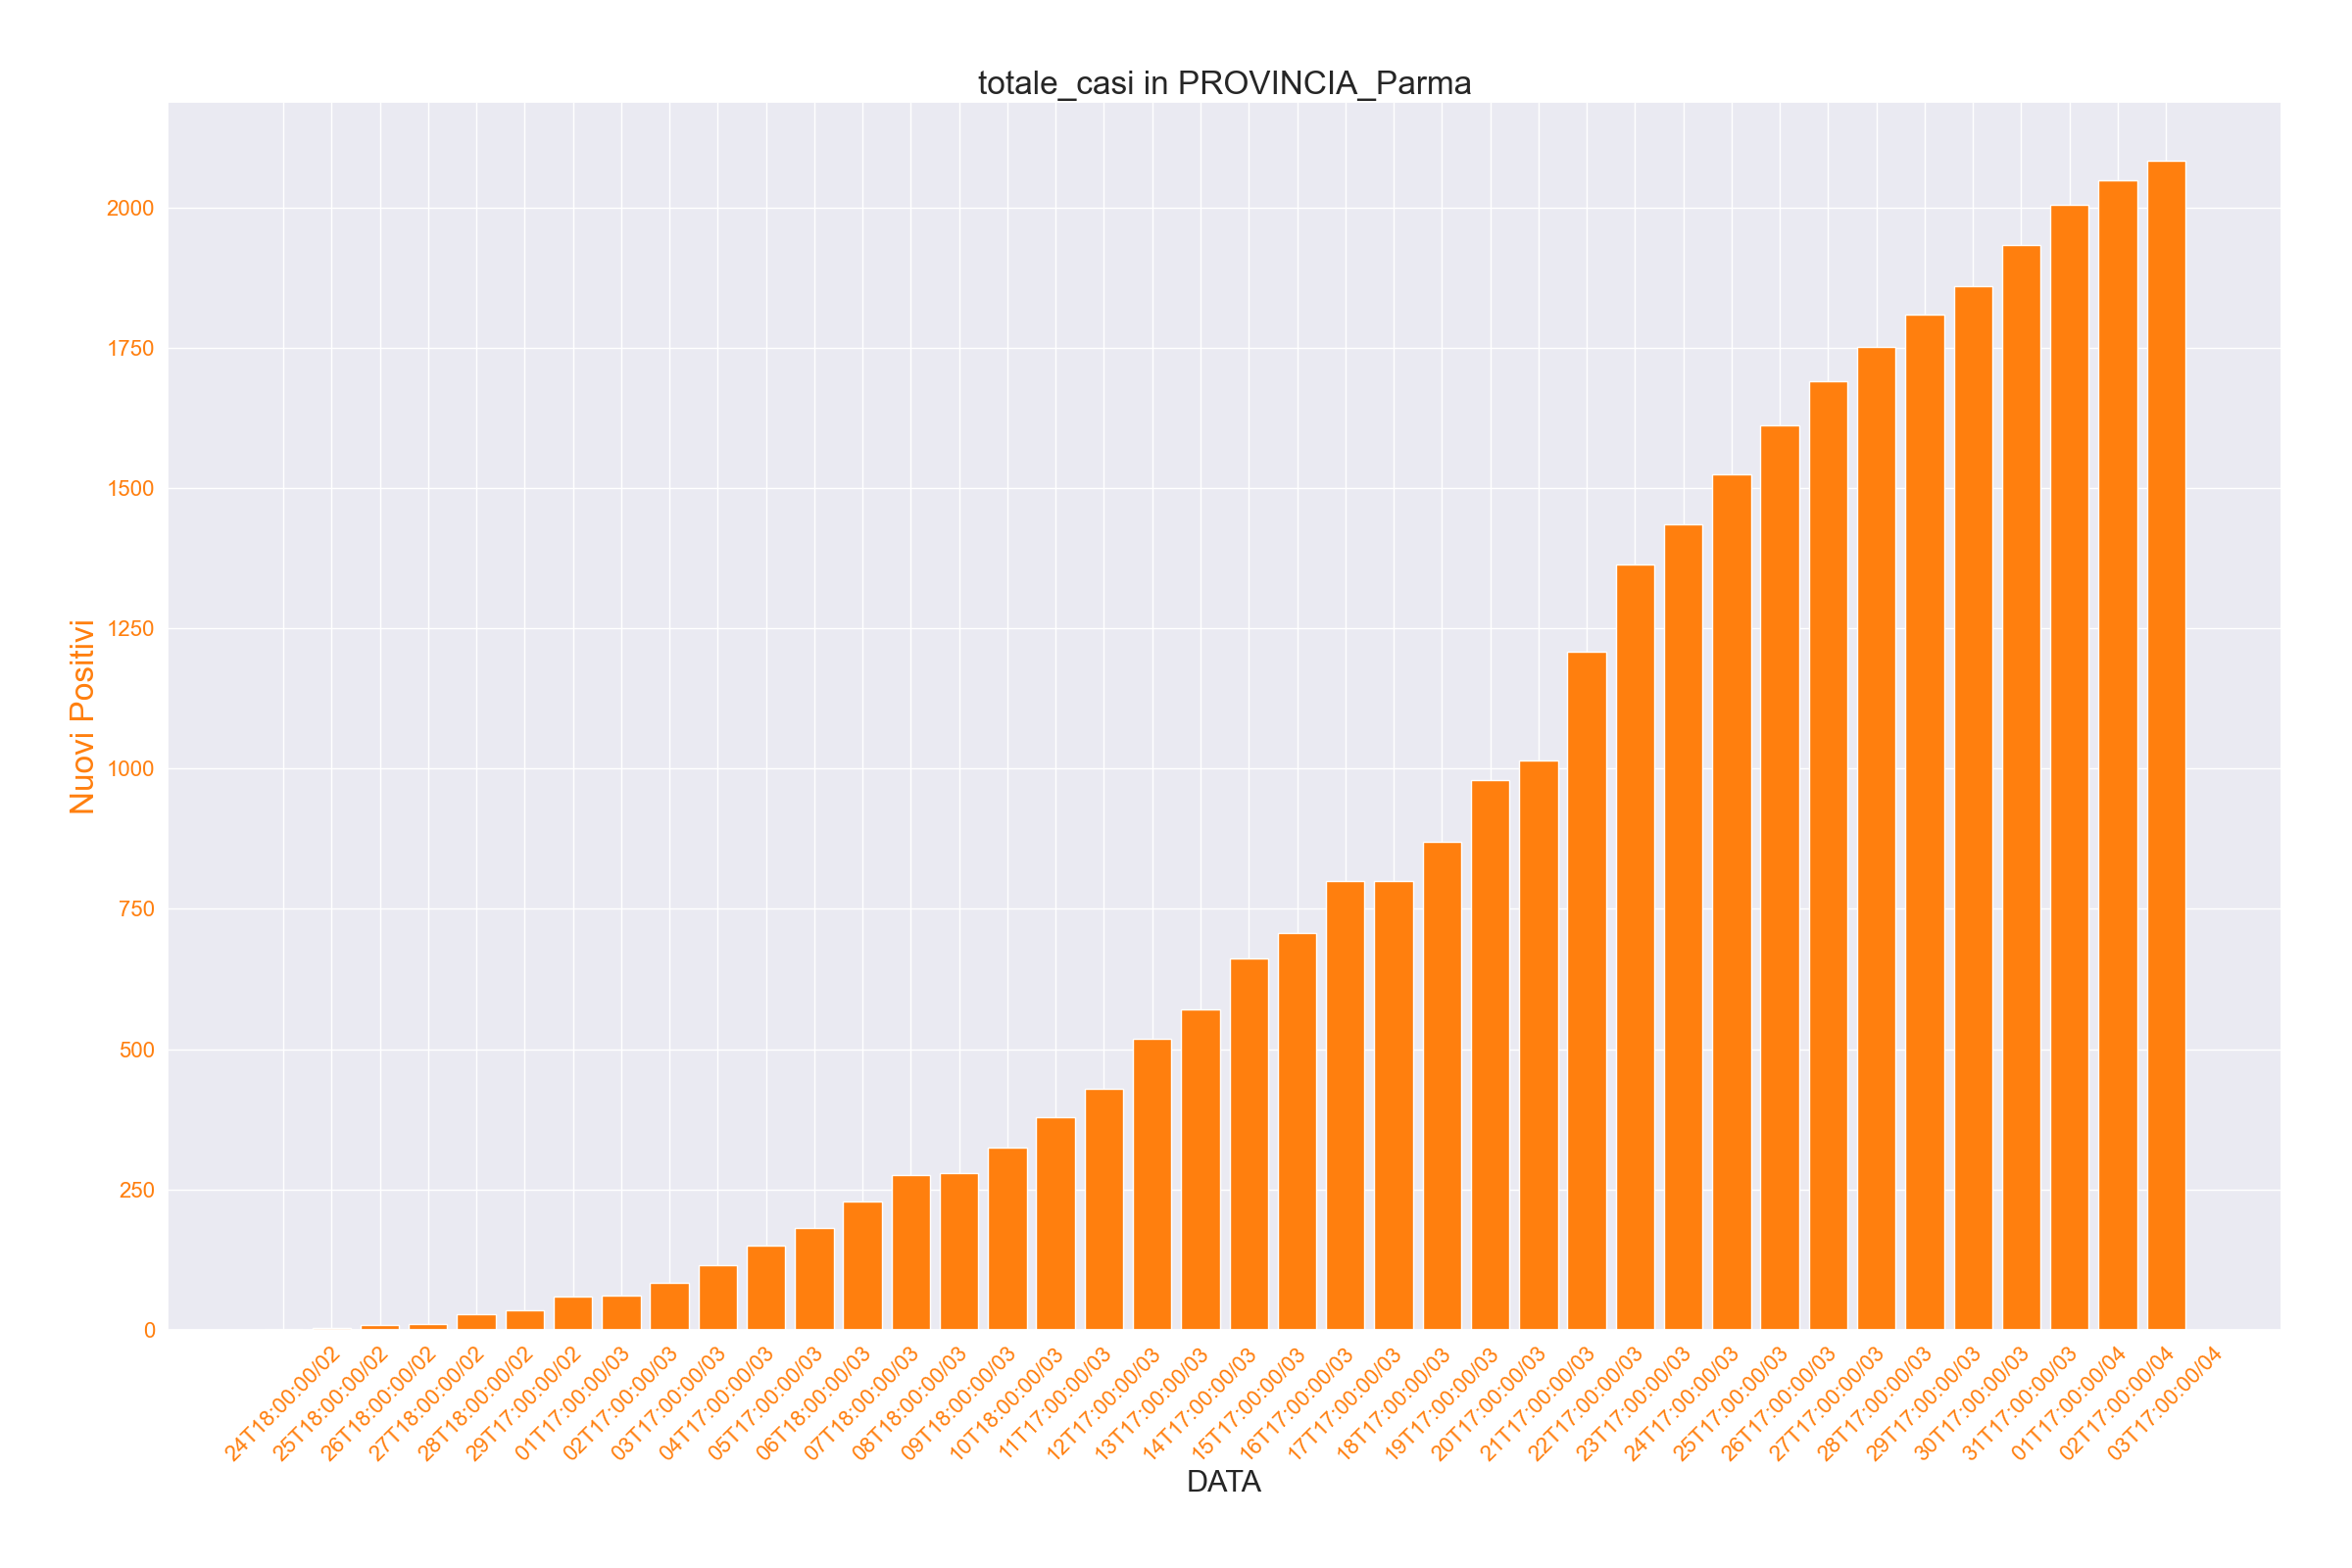 totale_casi in PROVINCIA_Parma
Nuovi Positivi
2000
1750
1500
1250
1000
750
500
250
0
24T18:00:00/02
25T18:00:00/02
26T18:00:00/02
27T18:00:00/02
28T18:00:00/02
29T17:00:00/02
01T17:00:00/03
02T17:00:00/03
03T17:00:00/03
04T17:00:00/03
05T17:00:00/03
06T18:00:00/03
07T18:00:00/03
08T18:00:00/03
09T18:00:00/03
10T18:00:00/03
11T17:00:00/03
12T17:00:00/03
13T17:00:00/03
14T17:00:00/03
15T17:00:00/03
16T17:00:00/03
17T17:00:00/03
18T17:00:00/03
19T17:00:00/03
20T17:00:00/03
21T17:00:00/03
22T17:00:00/03
23T17:00:00/03
24T17:00:00/03
25T17:00:00/03
26T17:00:00/03
27T17:00:00/03
28T17:00:00/03
29T17:00:00/03
30T17:00:00/03
31T17:00:00/03
01T17:00:00/04
02T17:00:00/04
03T17:00:00/04
DATA